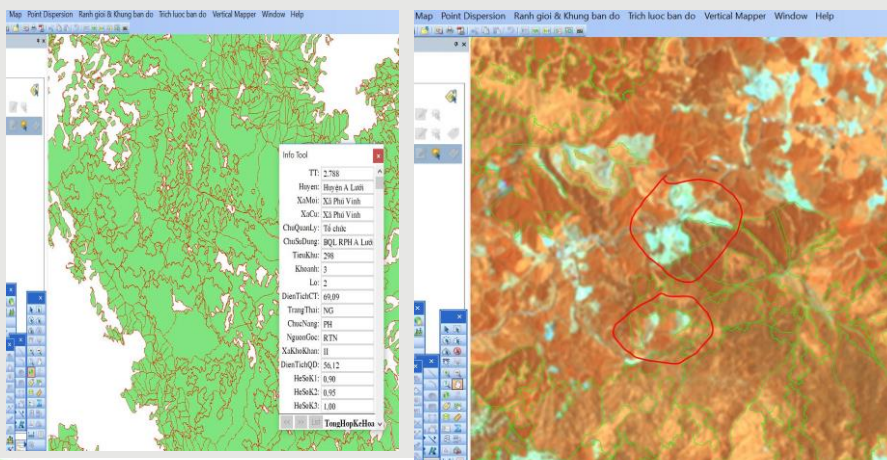 Map Point Dispersion Ranh gioi & Khung ban do Trich luoc ban do Vertical Mapper Window Help
Info Tool
TT: 2.788
Huyen: Huyện A Lưới
XaMoi: Xã Phú Vinh
XaCu: Xã Phú Vinh
ChuQuanLy: Tổ chức
ChuSuDung: BQL RPH A Lưới
TieuKhu: 298
Khoanh: 3
Lo: 2
DienTichCT: 69,09
TrangThai: NG
ChucNang: PH
NguonGoc: RTN
XaKhoKhan: II
DienTichQD: 56,12
HeSoK1: 0,90
HeSoK2: 0,95
HeSoK3: 1,00
<< >> List TongHopKeHoa
Map Point Dispersion Ranh gioi & Khung ban do Trich luoc ban do Vertical Mapper Window Help